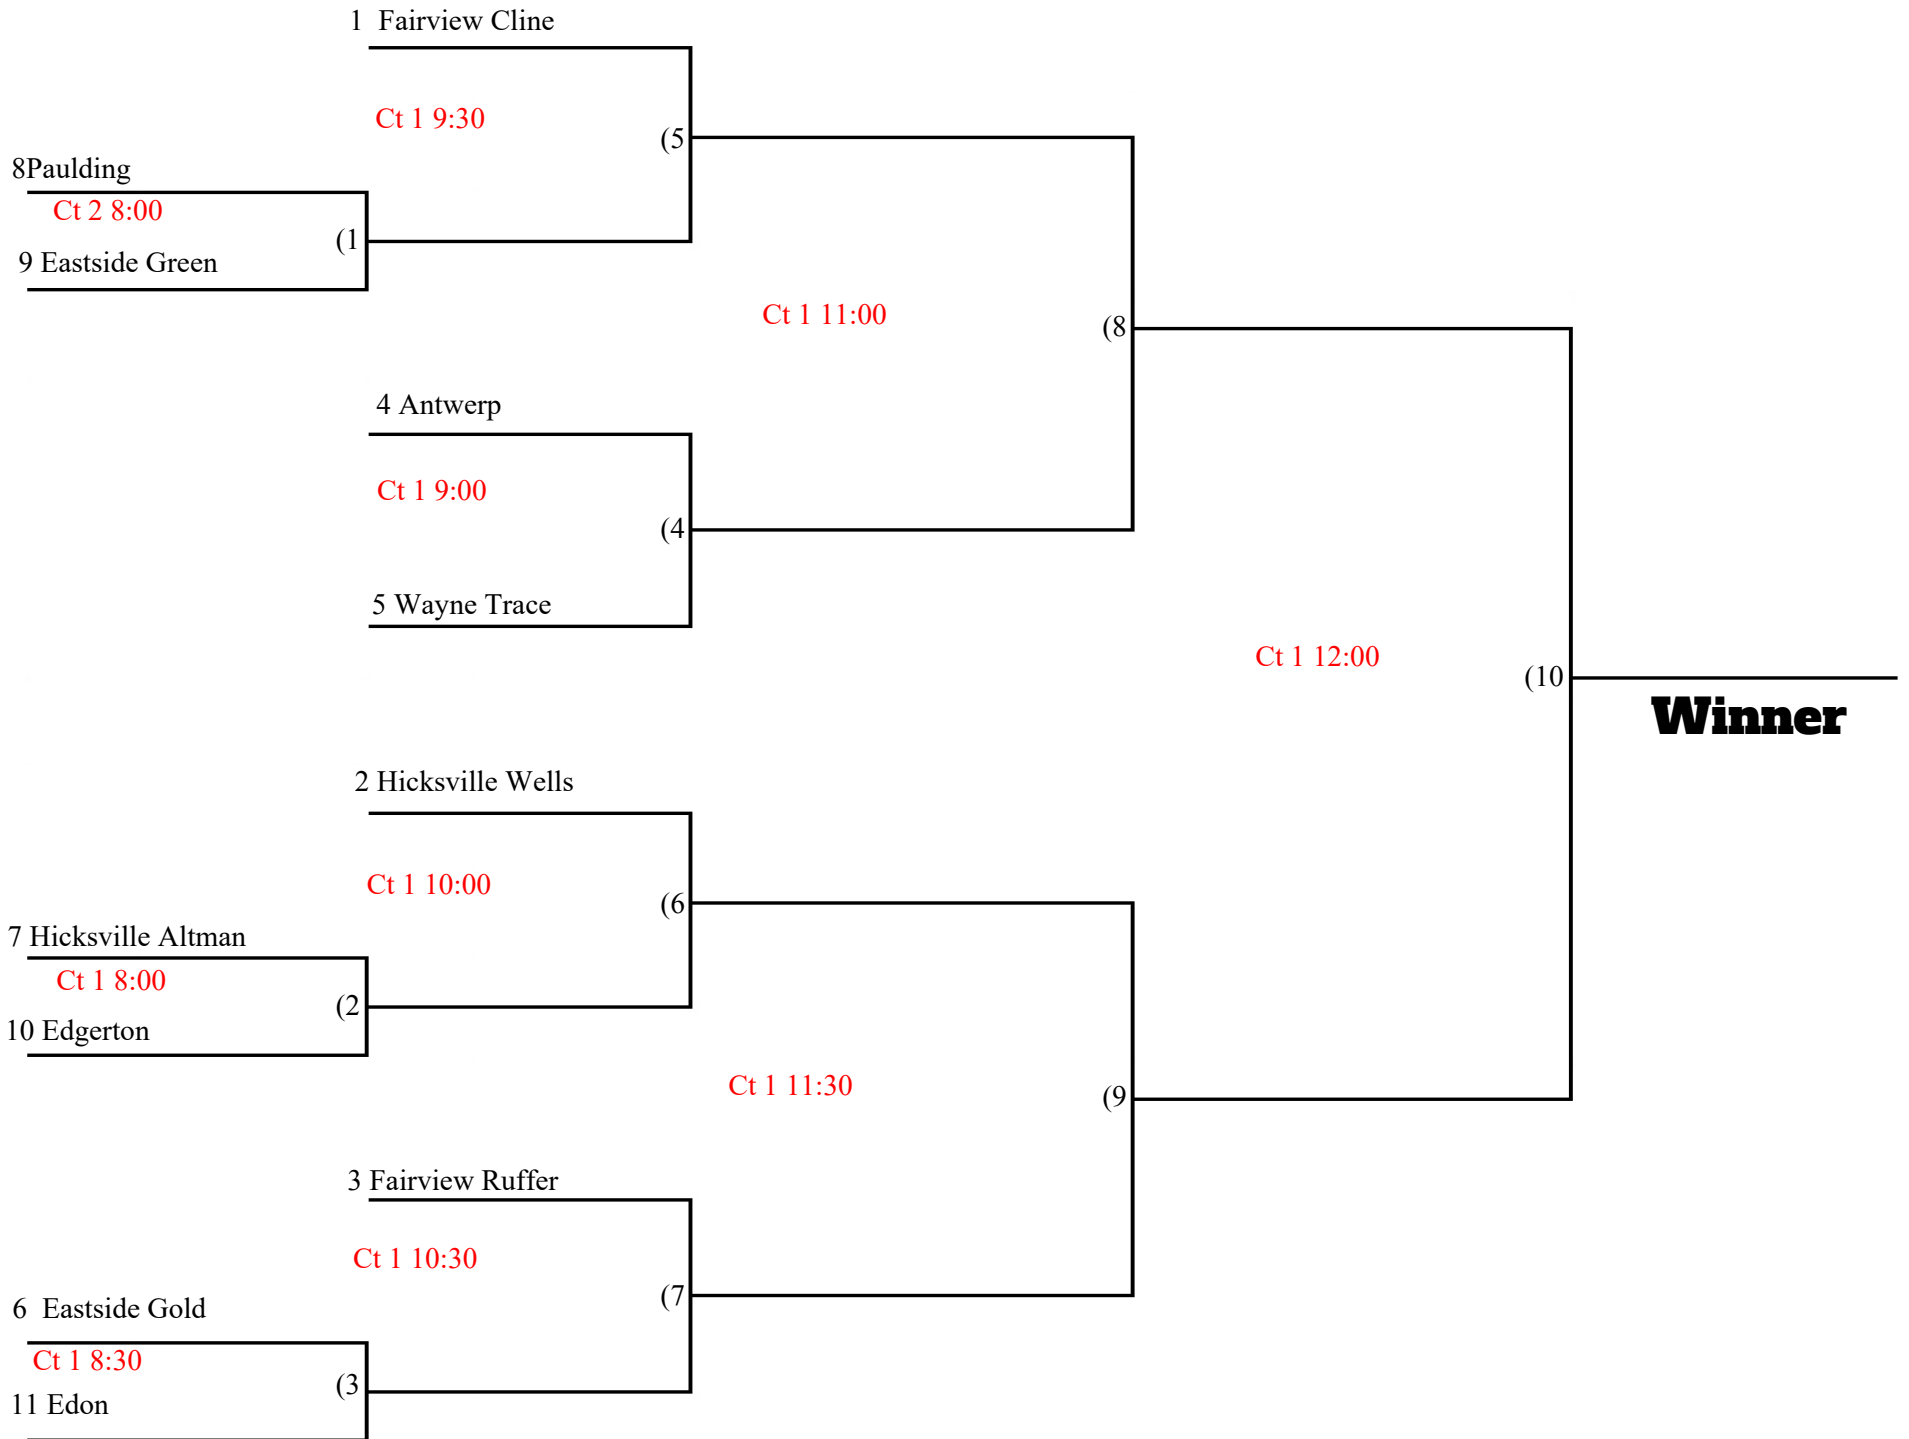 1 Fairview Cline
Ct 1 9:30
(5
8Paulding
Ct 2 8:00
(1
9 Eastside Green
Ct 1 11:00
(8
4 Antwerp
Ct 1 9:00
(4
5 Wayne Trace
Ct 1 12:00
(10
Winner
2 Hicksville Wells
Ct 1 10:00
(6
7 Hicksville Altman
Ct 1 8:00
(2
10 Edgerton
Ct 1 11:30
(9
3 Fairview Ruffer
Ct 1 10:30
(7
6 Eastside Gold
Ct 1 8:30
(3
11 Edon